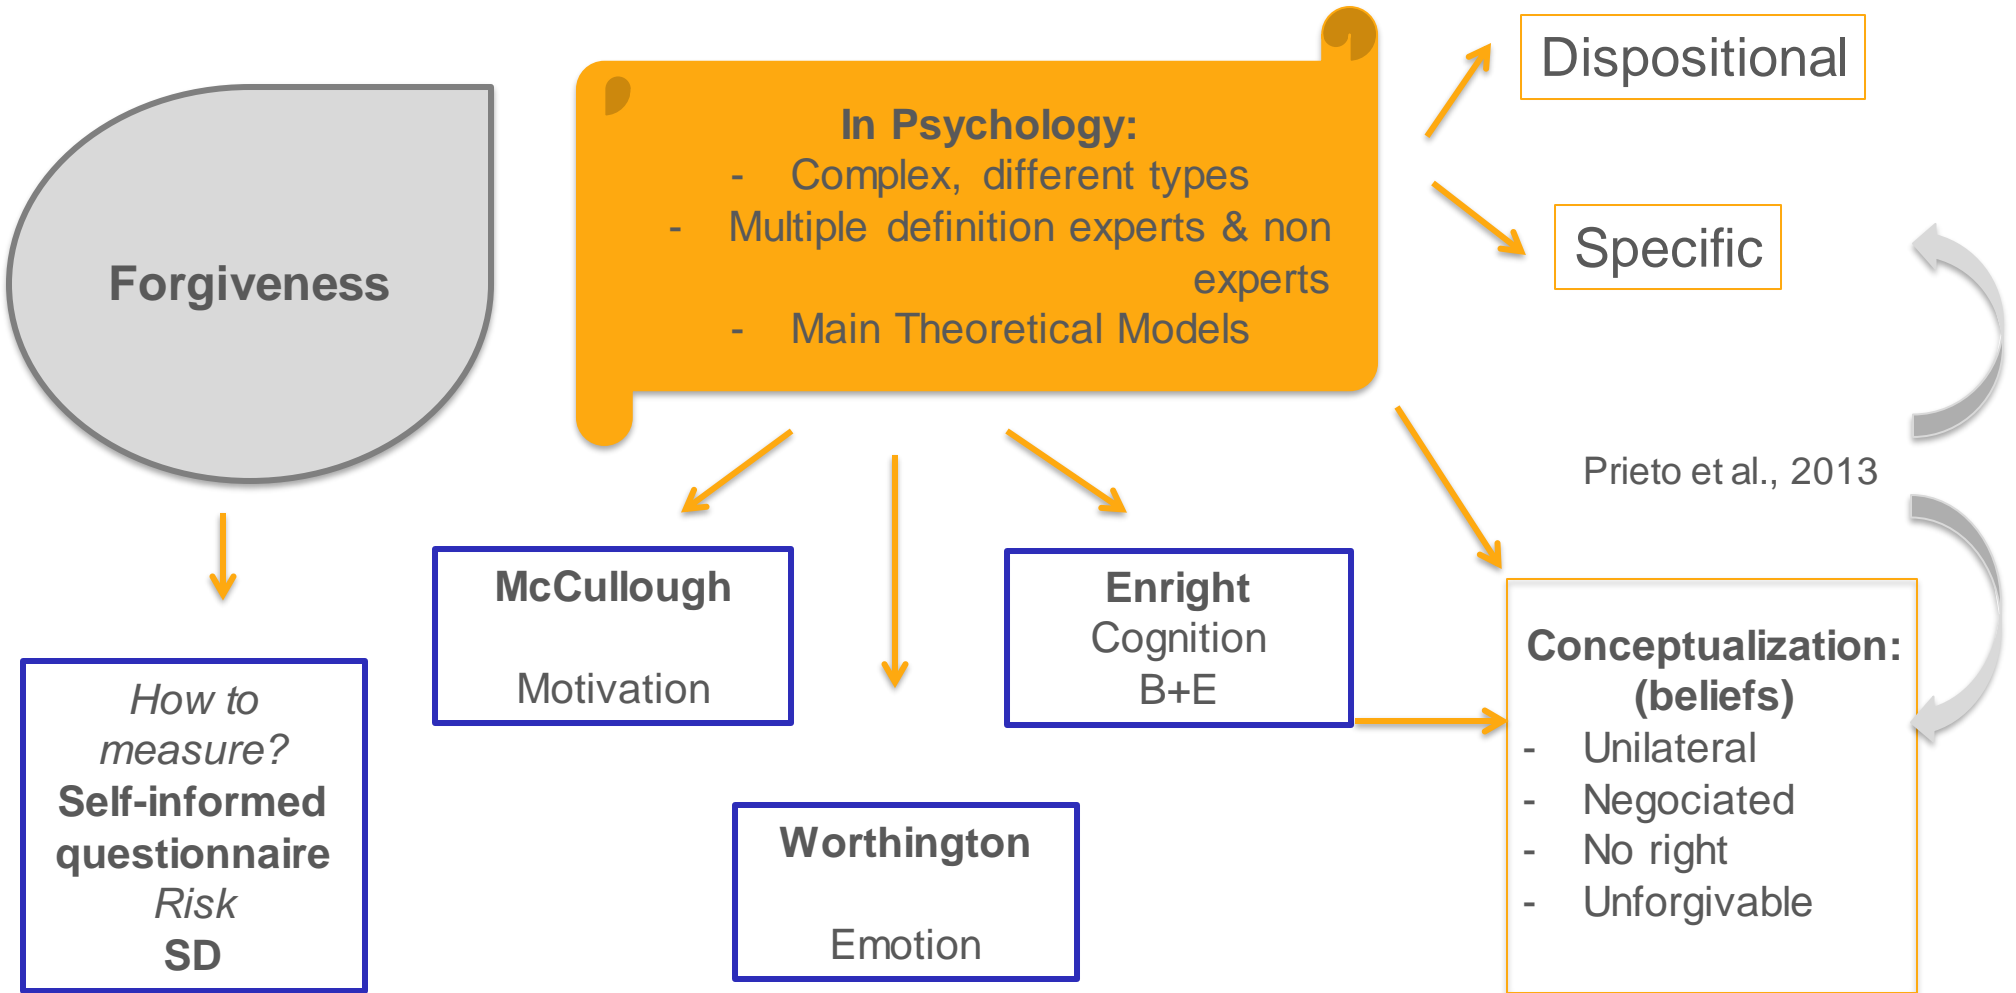 Forgiveness
In Psychology:
- Complex, different types
- Multiple definition experts & non
experts
- Main Theoretical Models
Dispositional
Specific
Prieto et al., 2013
How to
measure?
Self-informed
questionnaire
Risk
SD
McCullough
Motivation
Worthington
Emotion
Enright
Cognition
B+E
Conceptualization:
(beliefs)
- Unilateral
- Negociated
- No right
- Unforgivable